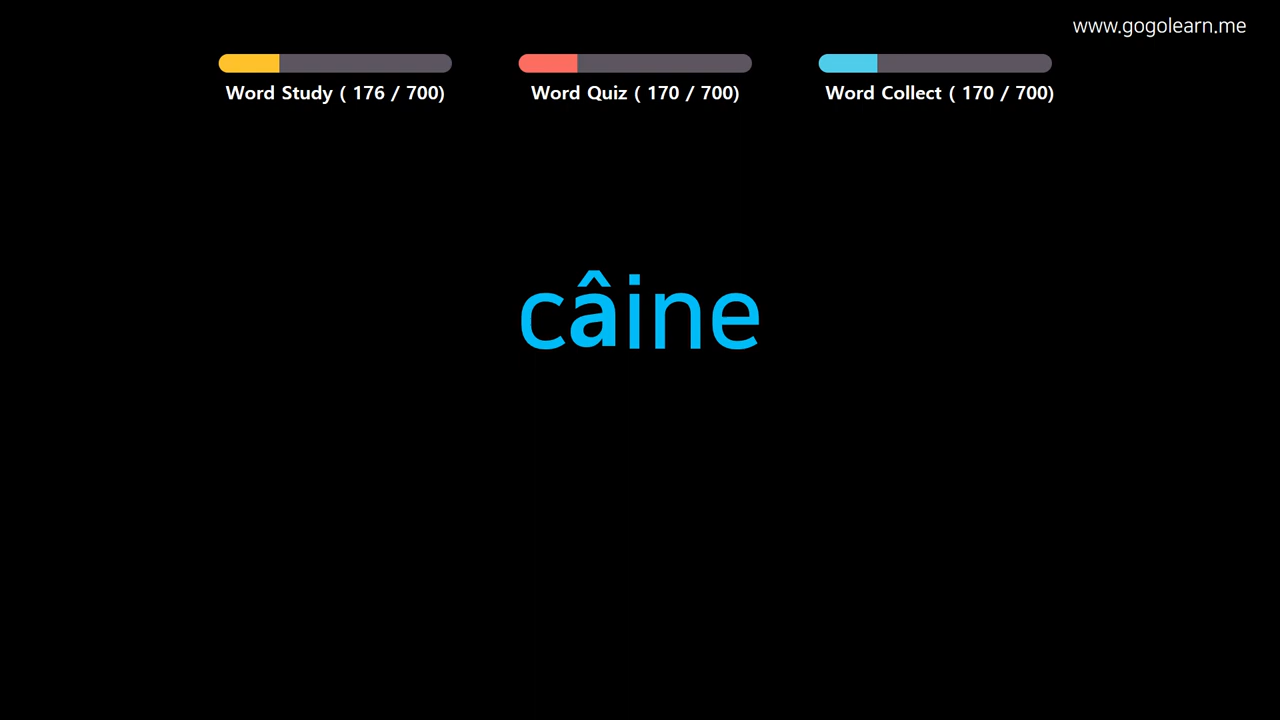 www.gogolearn.me
Word Study ( 176 / 700)
Word Quiz ( 170 / 700)
Word Collect ( 170 / 700)
câine